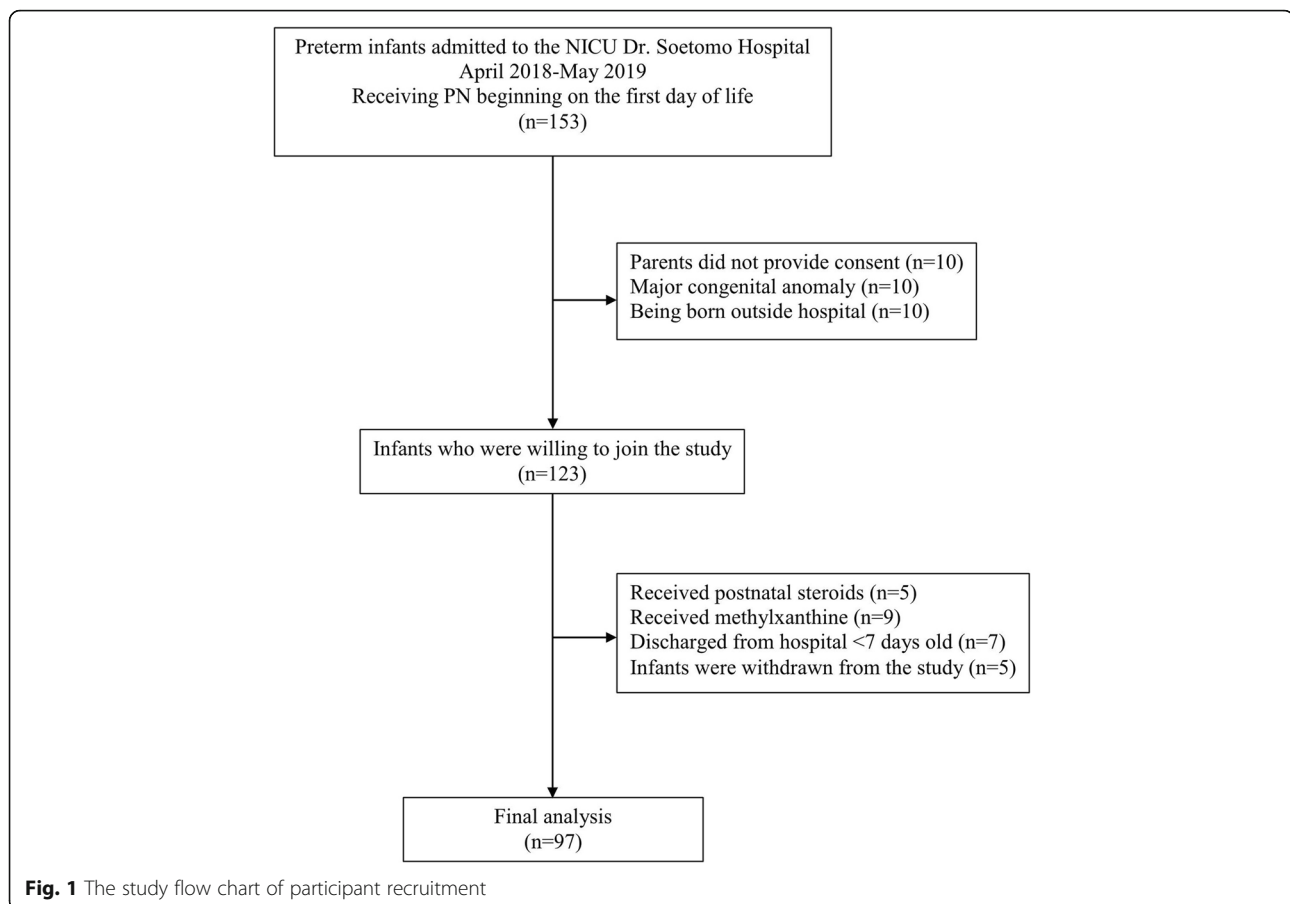 Preterm infants admitted to the NICU Dr. Soetomo Hospital
April 2018-May 2019
Receiving PN beginning on the first day of life
(n=153)
Parents did not provide consent (n=10)
Major congenital anomaly (n=10)
Being born outside hospital (n=10)
Infants who were willing to join the study
(n=123)
Received postnatal steroids (n=5)
Received methylxanthine (n=9)
Discharged from hospital <7 days old (n=7)
Infants were withdrawn from the study (n=5)
Final analysis
(n=97)
Fig. 1 The study flow chart of participant recruitment